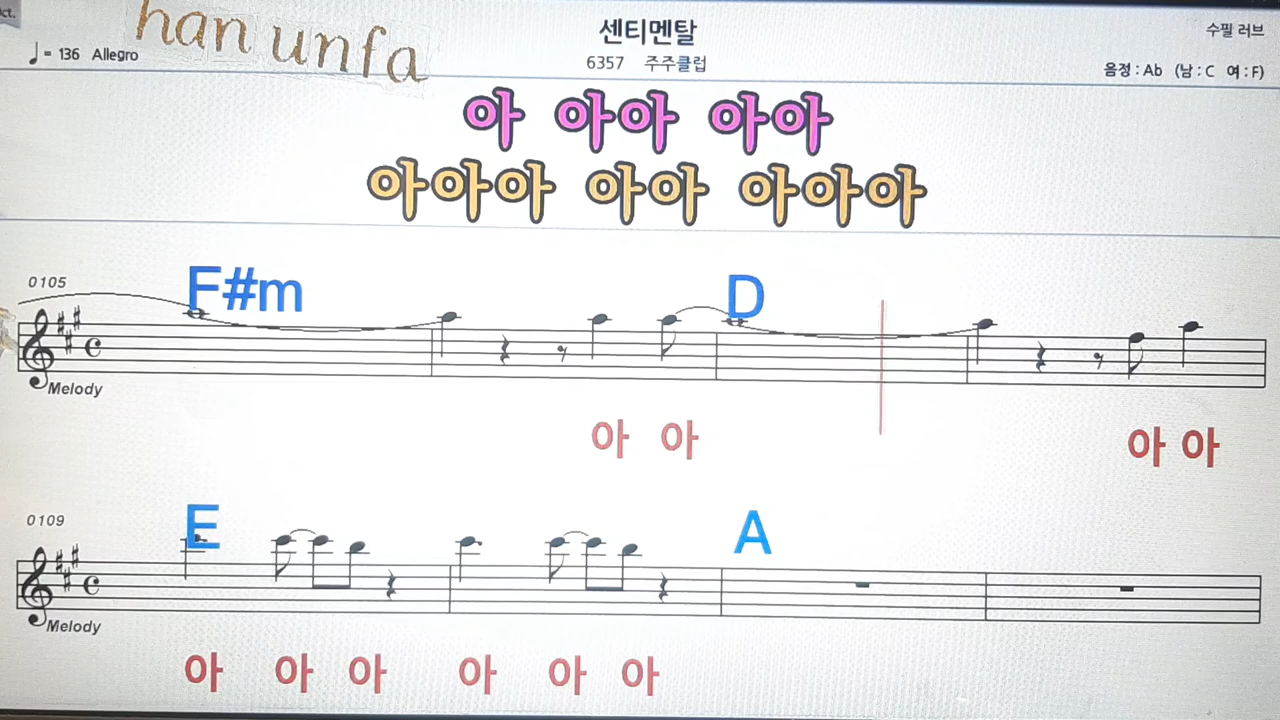 ct.
han unfa
센티멘탈
수필 러브
♩= 136 Allegro
6357 주주클럽
음정 : Ab (남 : C 여 : F)
아 아아 아아
아아아 아아 아아아
0105
F#m D
Melody
아 아 아 아
0109
E A
Melody
아 아 아 아 아 아